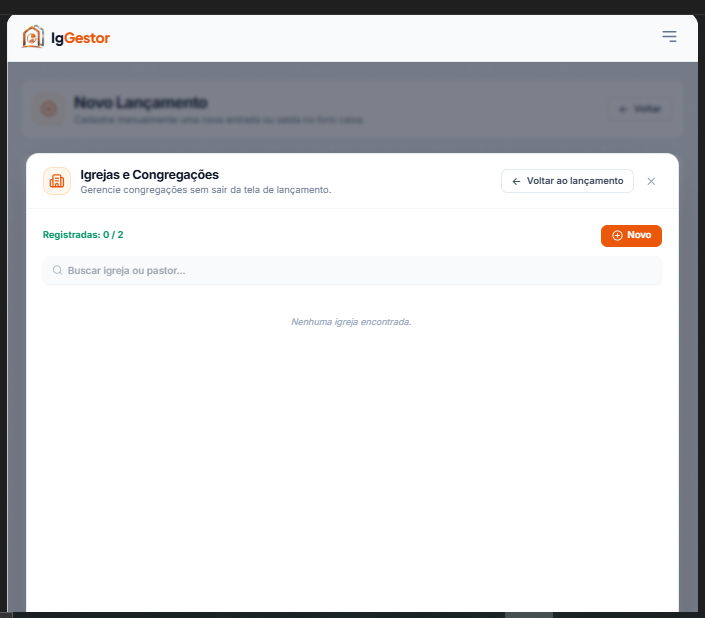 IgGestor
Novo Lançamento
Cadastre manualmente uma nova entrada ou saída no livro caixa.
← Voltar
Igrejas e Congregações
Gerencie congregações sem sair da tela de lançamento.
← Voltar ao lançamento
Registradas: 0 / 2
Novo
Buscar igreja ou pastor...
Nenhuma igreja encontrada.